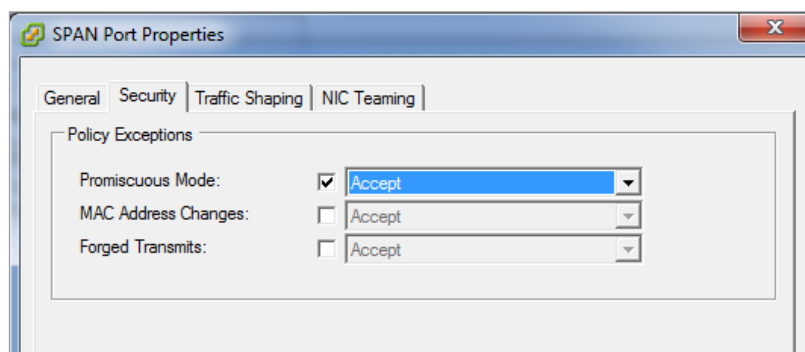 SPAN Port Properties
General Security Traffic Shaping NIC Teaming
Policy Exceptions
Promiscuous Mode: Accept
MAC Address Changes: Accept
Forged Transmits: Accept